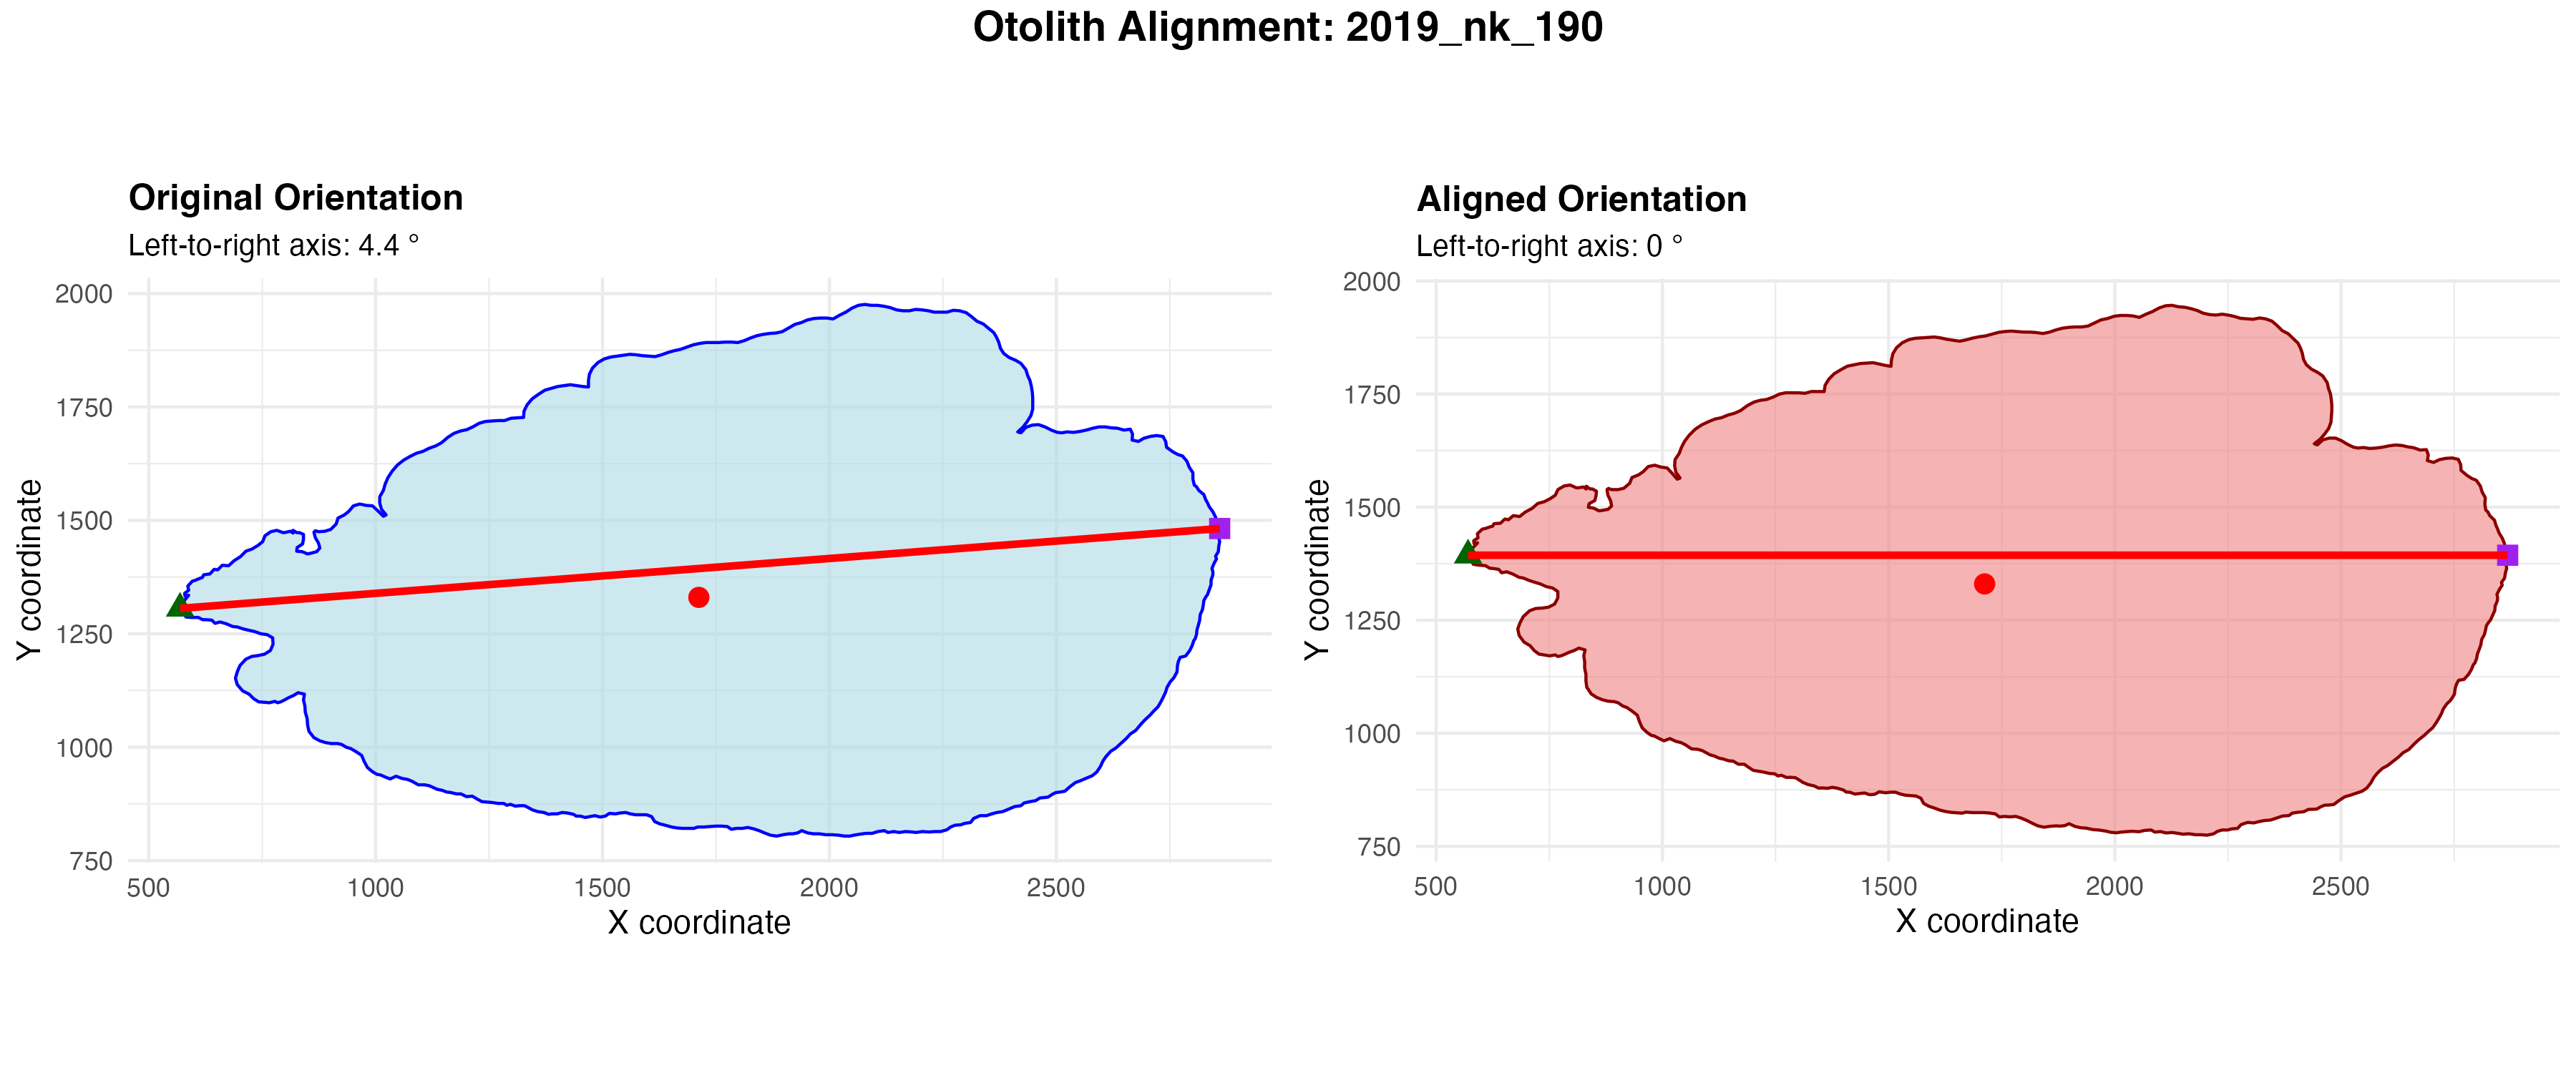 Otolith Alignment: 2019_nk_190
Original Orientation
Left-to-right axis: 4.4 °
2000
1750
1500
1250
1000
750
Y coordinate
500 1000 1500 2000 2500
X coordinate
Aligned Orientation
Left-to-right axis: 0 °
2000
1750
1500
1250
1000
750
Y coordinate
500 1000 1500 2000 2500
X coordinate